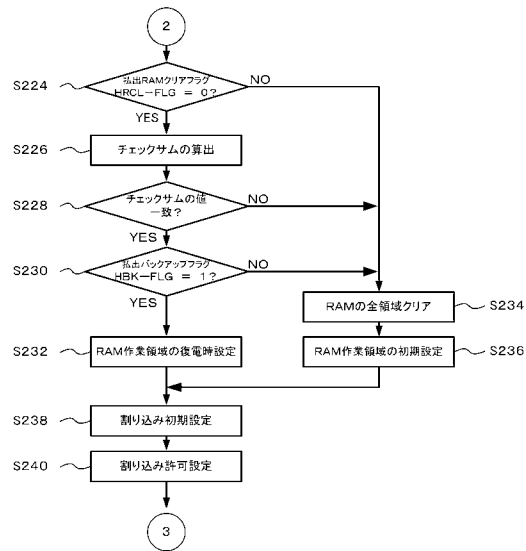 2
S224
払出RAMクリアフラグ
HRCL-FLG = 0?
NO
YES
S226
チェックサムの算出
S228
チェックサムの値
一致?
NO
YES
S230
払出バックアップフラグ
HBK-FLG = 1?
NO
YES
RAMの全領域クリア
S234
S232
RAM作業領域の復電時設定
RAM作業領域の初期設定
S236
S238
割り込み初期設定
S240
割り込み許可設定
3